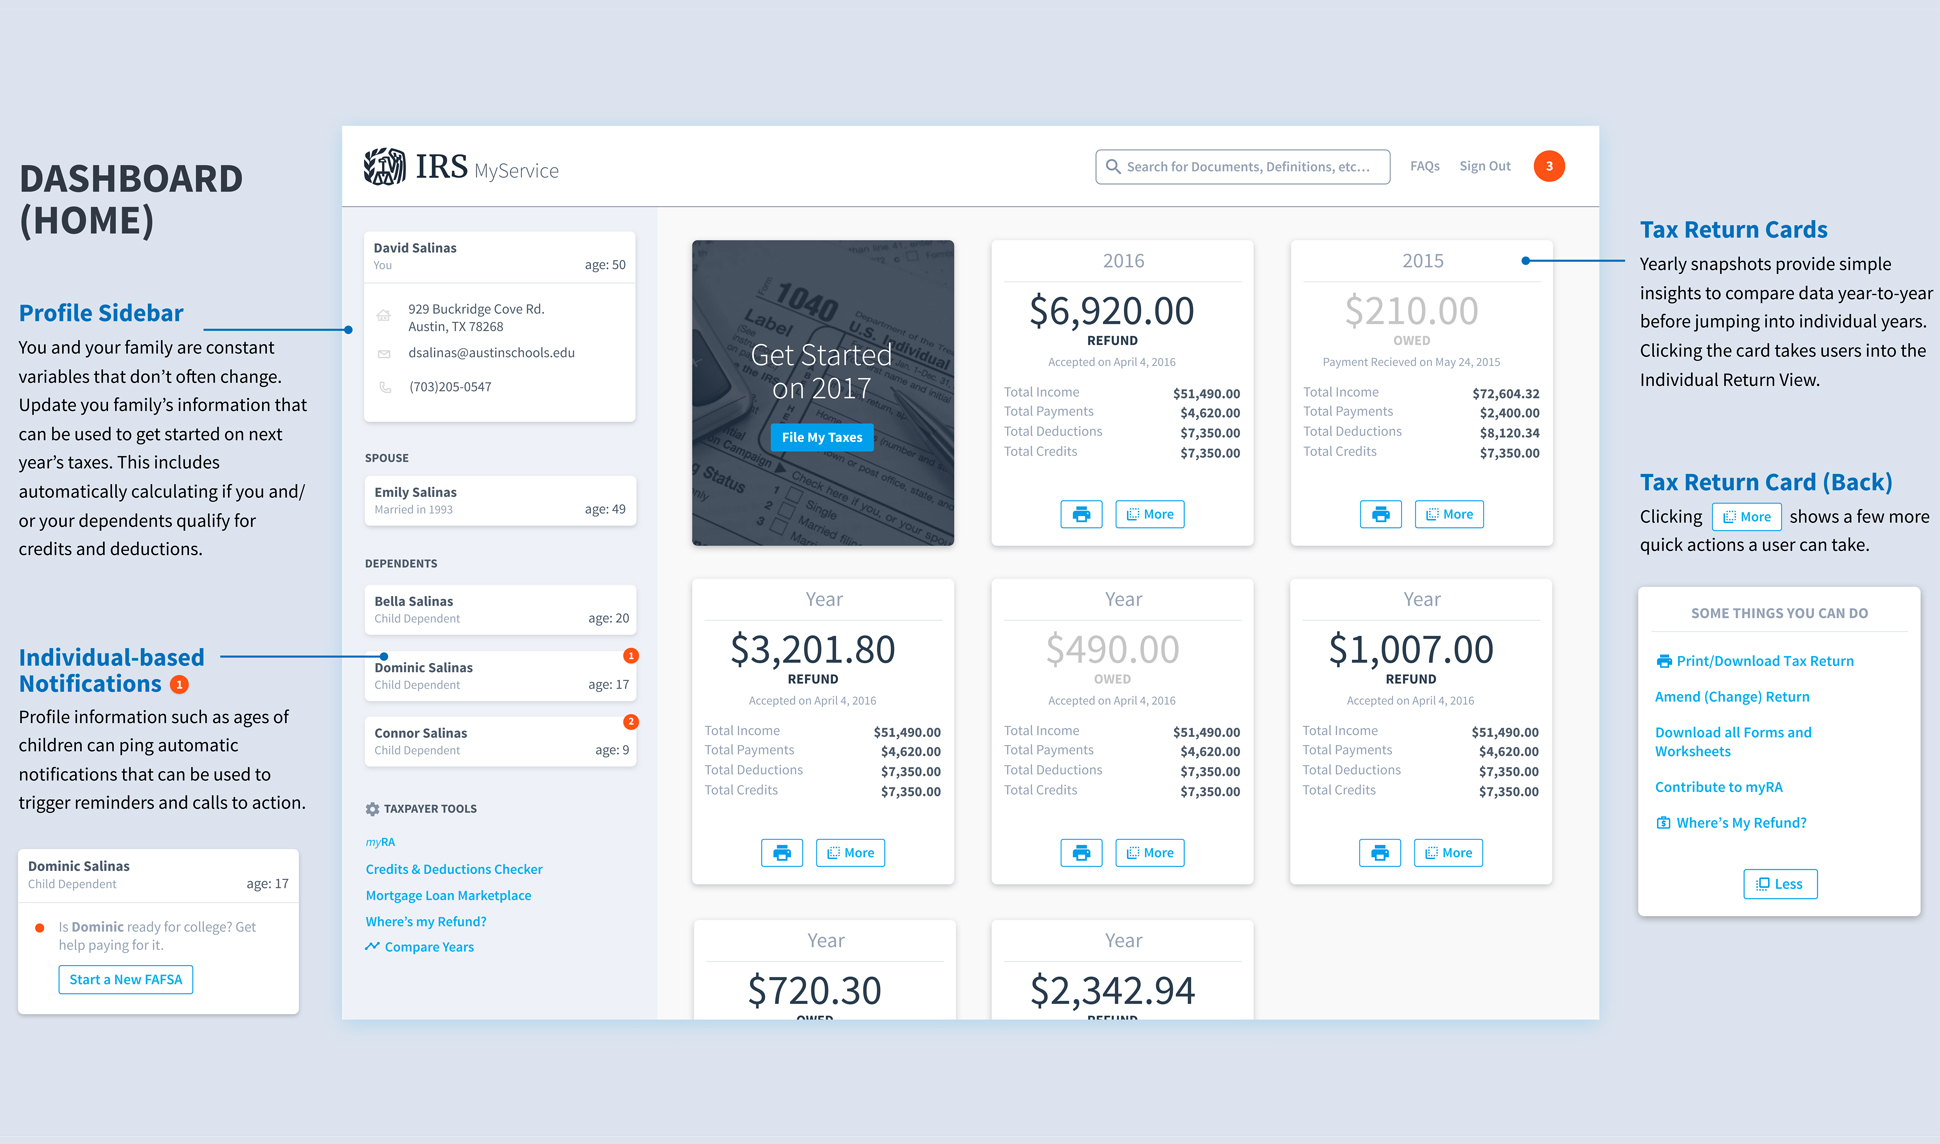 DASHBOARD
(HOME)
Profile Sidebar
You and your family are constant
variables that don't often change.
Update you family's information that
can be used to get started on next
year's taxes. This includes
automatically calculating if you and/
or your dependents qualify for
credits and deductions.
Individual-based
Notifications 1
Profile information such as ages of
children can ping automatic
notifications that can be used to
trigger reminders and calls to action.
Dominic Salinas
Child Dependent age: 17
Is Dominic ready for college? Get
help paying for it.
Start a New FAFSA
IRS MyService
Search for Documents, Definitions, etc...
FAQs
Sign Out
3
David Salinas
You age: 50
929 Buckridge Cove Rd.
Austin, TX 78268
dsalinas@austinschools.edu
(703)205-0547
SPOUSE
Emily Salinas
Married in 1993 age: 49
DEPENDENTS
Bella Salinas
Child Dependent age: 20
1
Dominic Salinas
Child Dependent age: 17
2
Connor Salinas
Child Dependent age: 9
TAXPAYER TOOLS
myRA
Credits & Deductions Checker
Mortgage Loan Marketplace
Where's my Refund?
Compare Years
1040
Label
U.S. Individual
Department of the
Get Started
on 2017
File My Taxes
Campaign
Check here if you, or your
Status
1 Single
2 Married
3
2016
$6,920.00
REFUND
Accepted on April 4, 2016
Total Income $51,490.00
Total Payments $4,620.00
Total Deductions $7,350.00
Total Credits $7,350.00
More
2015
$210.00
OWED
Payment Recieved on May 24, 2015
Total Income $72,604.32
Total Payments $2,400.00
Total Deductions $8,120.34
Total Credits $7,350.00
More
Year
$3,201.80
REFUND
Accepted on April 4, 2016
Total Income $51,490.00
Total Payments $4,620.00
Total Deductions $7,350.00
Total Credits $7,350.00
More
Year
$490.00
OWED
Accepted on April 4, 2016
Total Income $51,490.00
Total Payments $4,620.00
Total Deductions $7,350.00
Total Credits $7,350.00
More
Year
$1,007.00
REFUND
Accepted on April 4, 2016
Total Income $51,490.00
Total Payments $4,620.00
Total Deductions $7,350.00
Total Credits $7,350.00
More
Year
$720.30
OWED
Year
$2,342.94
REFUND
Tax Return Cards
Yearly snapshots provide simple
insights to compare data year-to-year
before jumping into individual years.
Clicking the card takes users into the
Individual Return View.
Tax Return Card (Back)
Clicking More shows a few more
quick actions a user can take.
SOME THINGS YOU CAN DO
Print/Download Tax Return
Amend (Change) Return
Download all Forms and
Worksheets
Contribute to myRA
Where's My Refund?
Less